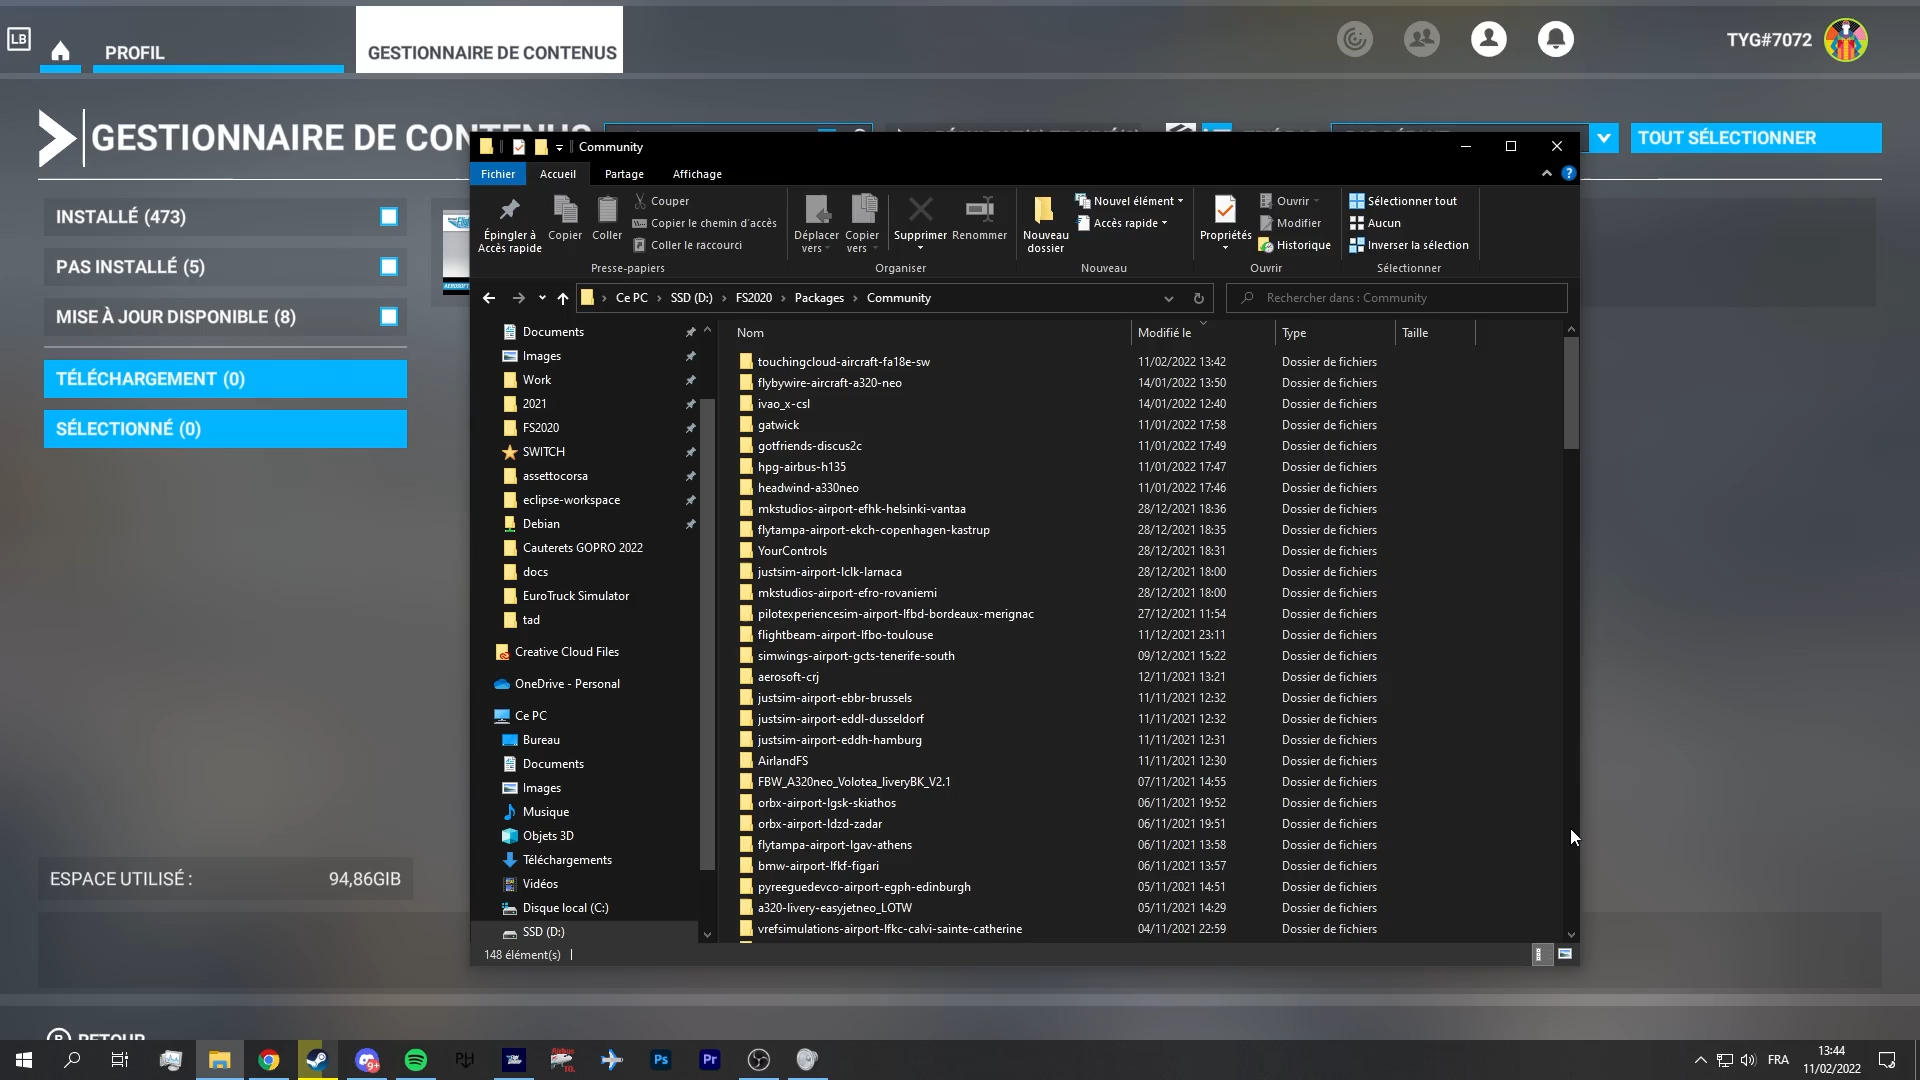 LB
PROFIL
GESTIONNAIRE DE CONTENUS
TYG#7072
GESTIONNAIRE DE CONTENUS
TOUT SÉLECTIONNER
INSTALLÉ (473)
PAS INSTALLÉ (5)
MISE À JOUR DISPONIBLE (8)
TÉLÉCHARGEMENT (0)
SÉLECTIONNÉ (0)
ESPACE UTILISÉ :
94,86GIB
RETOUR
Community
Fichier
Accueil
Partage
Affichage
Épingler à
Accès rapide
Copier
Coller
Couper
Copier le chemin d'accès
Coller le raccourci
Presse-papiers
Déplacer
vers
Copier
vers
Supprimer
Renommer
Organiser
Nouveau
dossier
Nouvel élément
Accès rapide
Nouveau
Propriétés
Ouvrir
Modifier
Historique
Ouvrir
Sélectionner tout
Aucun
Inverser la sélection
Sélectionner
Ce PC
SSD (D:)
FS2020
Packages
Community
Rechercher dans : Community
Documents
Images
Work
2021
FS2020
SWITCH
assettocorsa
eclipse-workspace
Debian
Cauterets GOPRO 2022
docs
EuroTruck Simulator
tad
Creative Cloud Files
OneDrive - Personal
Ce PC
Bureau
Documents
Images
Musique
Objets 3D
Téléchargements
Vidéos
Disque local (C:)
SSD (D:)
Nom Modifié le Type Taille
touchingcloud-aircraft-fa18e-sw 11/02/2022 13:42 Dossier de fichiers
flybywire-aircraft-a320-neo 14/01/2022 13:50 Dossier de fichiers
ivao_x-csl 14/01/2022 12:40 Dossier de fichiers
gatwick 11/01/2022 17:58 Dossier de fichiers
gotfriends-discus2c 11/01/2022 17:49 Dossier de fichiers
hpg-airbus-h135 11/01/2022 17:47 Dossier de fichiers
headwind-a330neo 11/01/2022 17:46 Dossier de fichiers
mkstudios-airport-efhk-helsinki-vantaa 28/12/2021 18:36 Dossier de fichiers
flytampa-airport-ekch-copenhagen-kastrup 28/12/2021 18:35 Dossier de fichiers
YourControls 28/12/2021 18:31 Dossier de fichiers
justsim-airport-lclk-larnaca 28/12/2021 18:00 Dossier de fichiers
mkstudios-airport-efro-rovaniemi 28/12/2021 18:00 Dossier de fichiers
pilotexperiencesim-airport-lfbd-bordeaux-merignac 27/12/2021 11:54 Dossier de fichiers
flightbeam-airport-lfbo-toulouse 11/12/2021 23:11 Dossier de fichiers
simwings-airport-gcts-tenerife-south 09/12/2021 15:22 Dossier de fichiers
aerosoft-crj 12/11/2021 13:21 Dossier de fichiers
justsim-airport-ebbr-brussels 11/11/2021 12:32 Dossier de fichiers
justsim-airport-eddl-dusseldorf 11/11/2021 12:32 Dossier de fichiers
justsim-airport-eddh-hamburg 11/11/2021 12:31 Dossier de fichiers
AirlandFS 11/11/2021 12:30 Dossier de fichiers
FBW_A320neo_Volotea_liveryBK_V2.1 07/11/2021 14:55 Dossier de fichiers
orbx-airport-lgsk-skiathos 06/11/2021 19:52 Dossier de fichiers
orbx-airport-ldzd-zadar 06/11/2021 19:51 Dossier de fichiers
flytampa-airport-lgav-athens 06/11/2021 13:58 Dossier de fichiers
bmw-airport-lfkf-figari 06/11/2021 13:57 Dossier de fichiers
pyreeguedevco-airport-egph-edinburgh 05/11/2021 14:51 Dossier de fichiers
a320-livery-easyjetneo_LOTW 05/11/2021 14:29 Dossier de fichiers
vrefsimulations-airport-lfkc-calvi-sainte-catherine 04/11/2021 22:59 Dossier de fichiers
148 élément(s)
Ps
Pr
FRA
13:44
11/02/2022